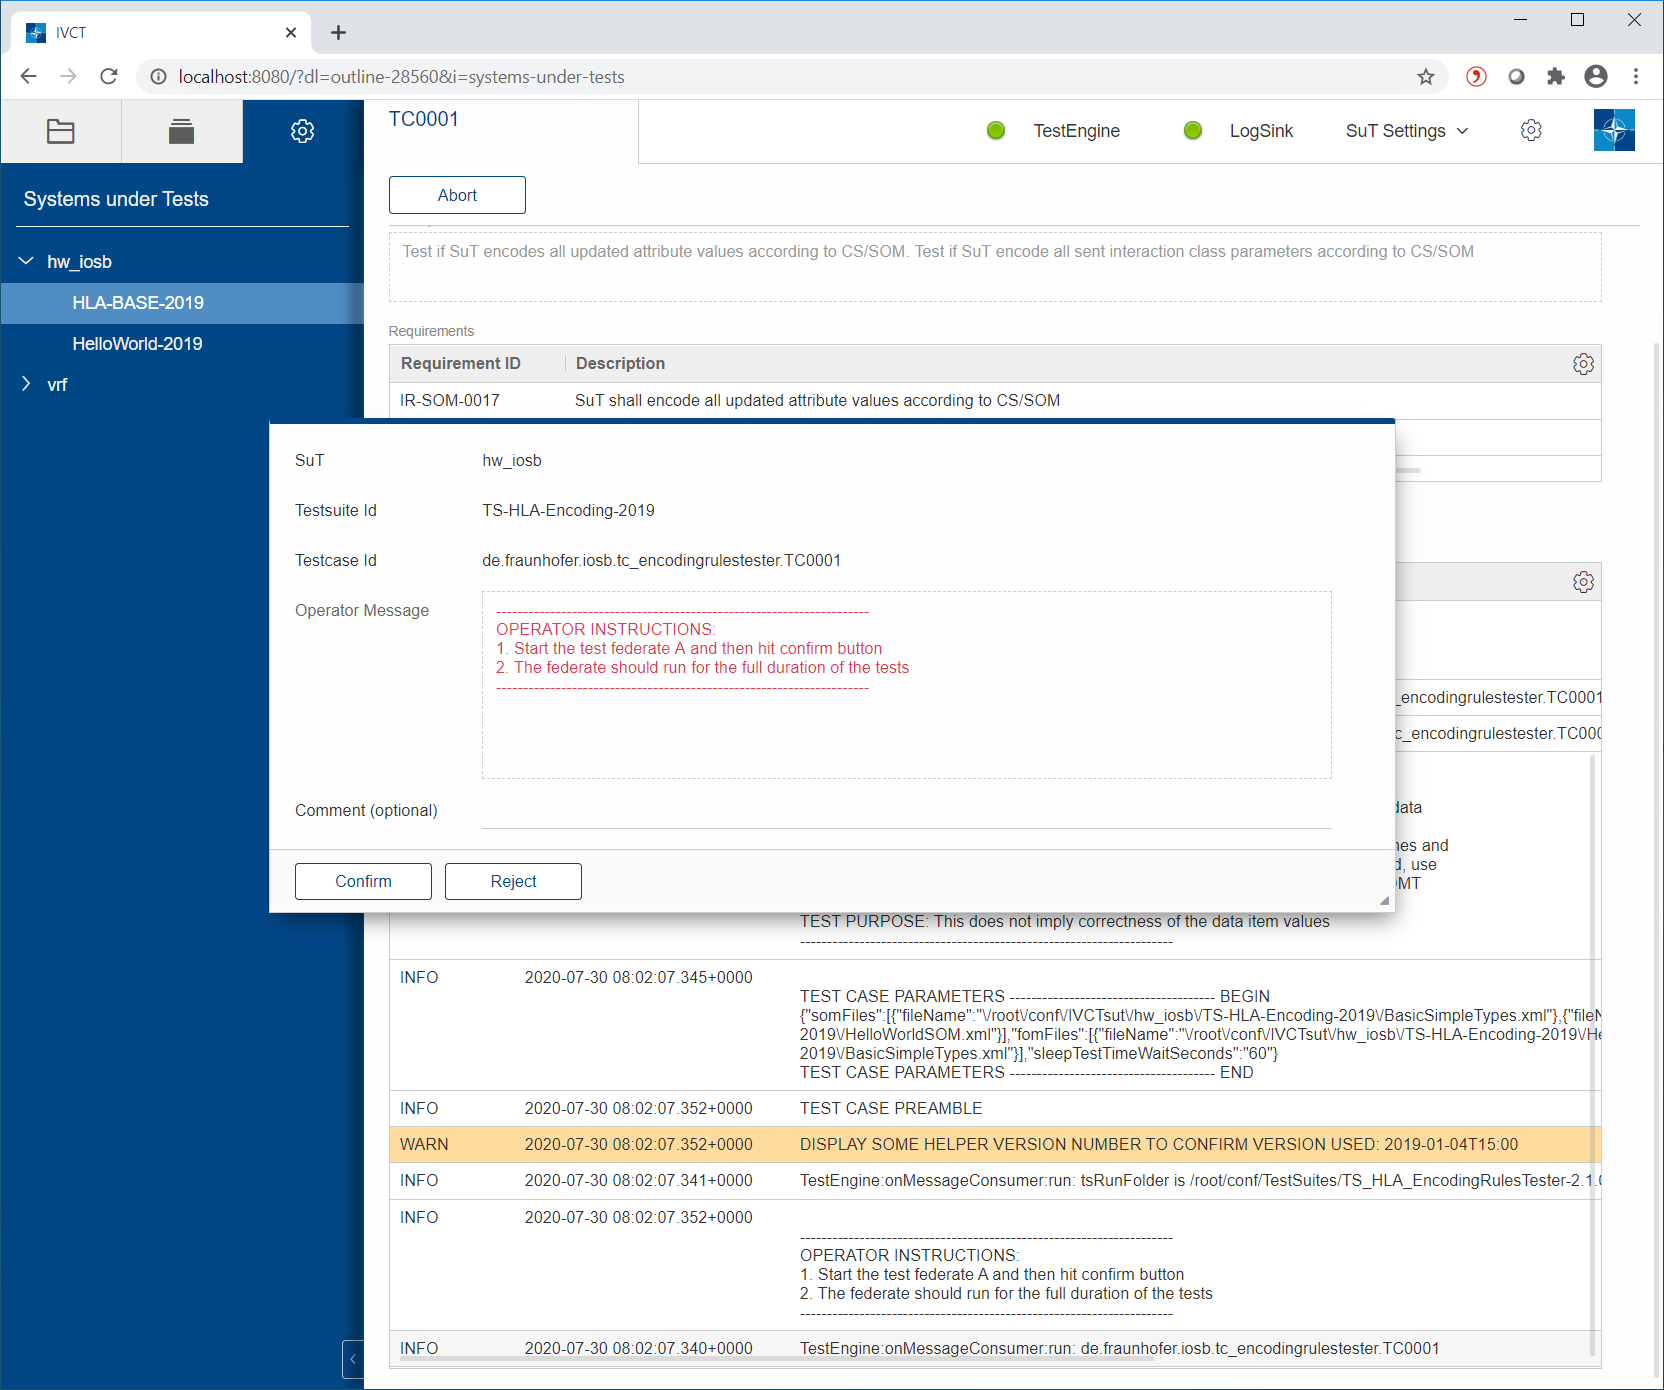 IVCT
localhost:8080/?dl=outline-28560&i=systems-under-tests
TC0001
TestEngine
LogSink
SuT Settings
Systems under Tests
hw_iosb
HLA-BASE-2019
HelloWorld-2019
vrf
Abort
Test if SuT encodes all updated attribute values according to CS/SOM. Test if SuT encode all sent interaction class parameters according to CS/SOM
Requirements
Requirement ID Description
IR-SOM-0017 SuT shall encode all updated attribute values according to CS/SOM
SuT hw_iosb
Testsuite Id TS-HLA-Encoding-2019
Testcase Id de.fraunhofer.iosb.tc_encodingrulestester.TC0001
Operator Message
----------------------------------------------------------------------
OPERATOR INSTRUCTIONS:
1. Start the test federate A and then hit confirm button
2. The federate should run for the full duration of the tests
----------------------------------------------------------------------
Comment (optional)
Confirm Reject
_encodingrulestester.TC0001
c_encodingrulestester.TC000
data
nes and
d, use
OMT
TEST PURPOSE: This does not imply correctness of the data item values
----------------------------------------------------------------------
INFO 2020-07-30 08:02:07.345+0000
TEST CASE PARAMETERS -------------------------------------- BEGIN
{"somFiles":[{"fileName":"\/root\/conf\/IVCTsut\/hw_iosb\/TS-HLA-Encoding-2019\/BasicSimpleTypes.xml"},{"fileN
2019\/HelloWorldSOM.xml"}],"fomFiles":[{"fileName":"\/root\/conf\/IVCTsut\/hw_iosb\/TS-HLA-Encoding-2019\/He
2019\/BasicSimpleTypes.xml"}],"sleepTestTimeWaitSeconds":"60"}
TEST CASE PARAMETERS -------------------------------------- END
INFO 2020-07-30 08:02:07.352+0000 TEST CASE PREAMBLE
WARN 2020-07-30 08:02:07.352+0000 DISPLAY SOME HELPER VERSION NUMBER TO CONFIRM VERSION USED: 2019-01-04T15:00
INFO 2020-07-30 08:02:07.341+0000 TestEngine:onMessageConsumer:run: tsRunFolder is /root/conf/TestSuites/TS_HLA_EncodingRulesTester-2.1.0
INFO 2020-07-30 08:02:07.352+0000
----------------------------------------------------------------------
OPERATOR INSTRUCTIONS:
1. Start the test federate A and then hit confirm button
2. The federate should run for the full duration of the tests
----------------------------------------------------------------------
INFO 2020-07-30 08:02:07.340+0000 TestEngine:onMessageConsumer:run: de.fraunhofer.iosb.tc_encodingrulestester.TC0001